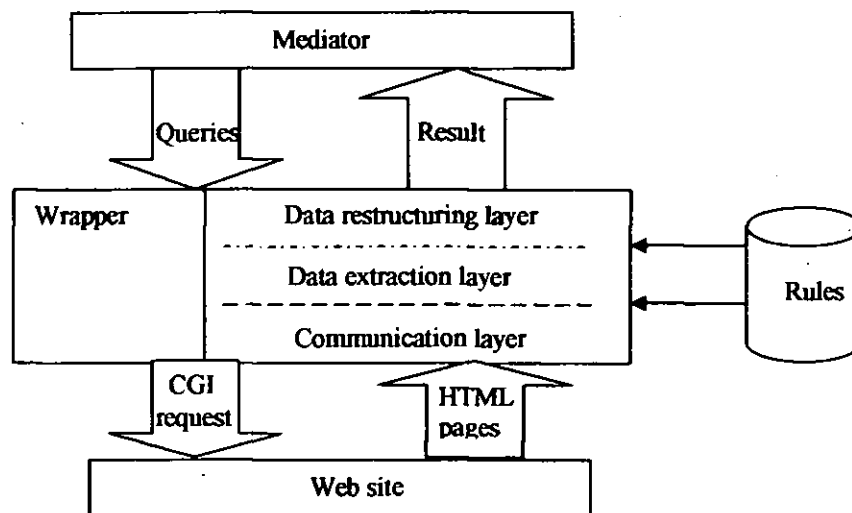 Mediator
Queries
Result
Wrapper
Data restructuring layer
Data extraction layer
Rules
Communication layer
CGI
request
HTML
pages
Web site